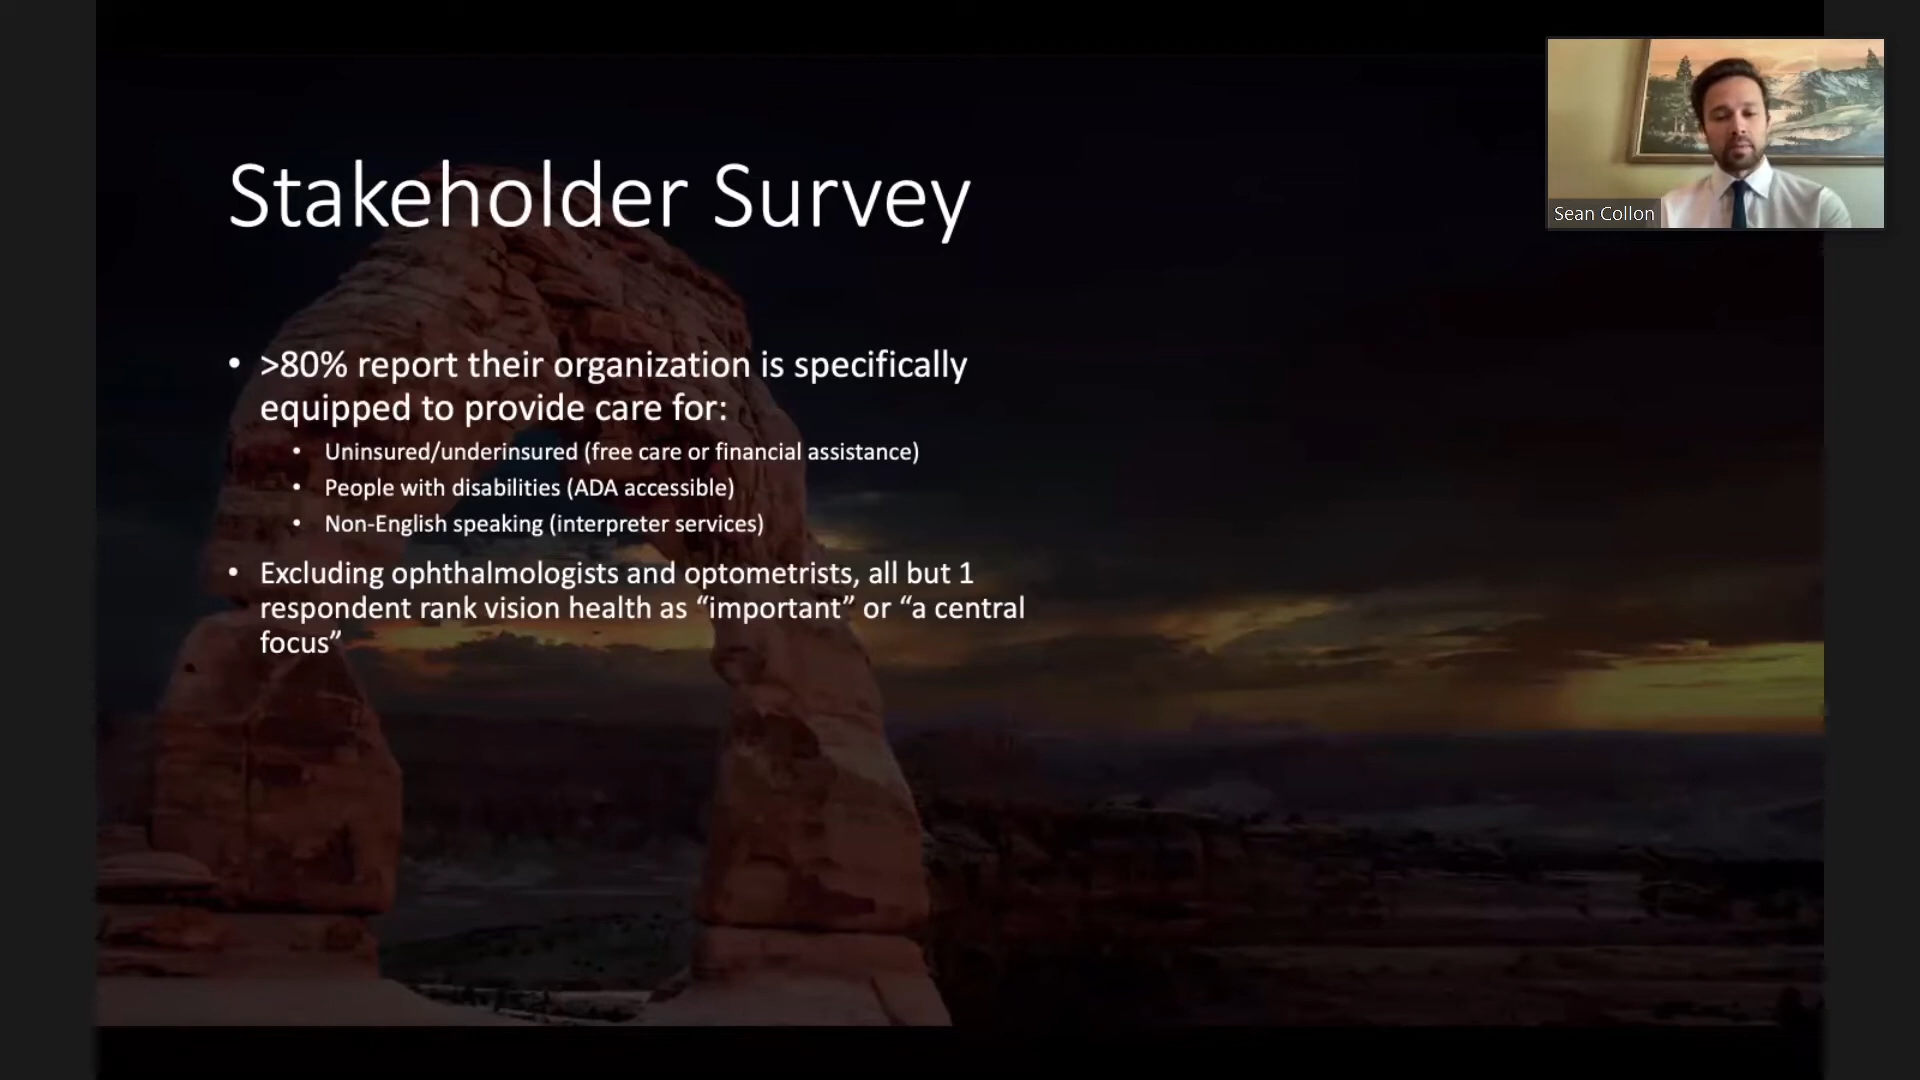 Stakeholder Survey
• >80% report their organization is specifically
equipped to provide care for:
• Uninsured/underinsured (free care or financial assistance)
• People with disabilities (ADA accessible)
• Non-English speaking (interpreter services)
• Excluding ophthalmologists and optometrists, all but 1
respondent rank vision health as “important” or “a central
focus”
Sean Collon